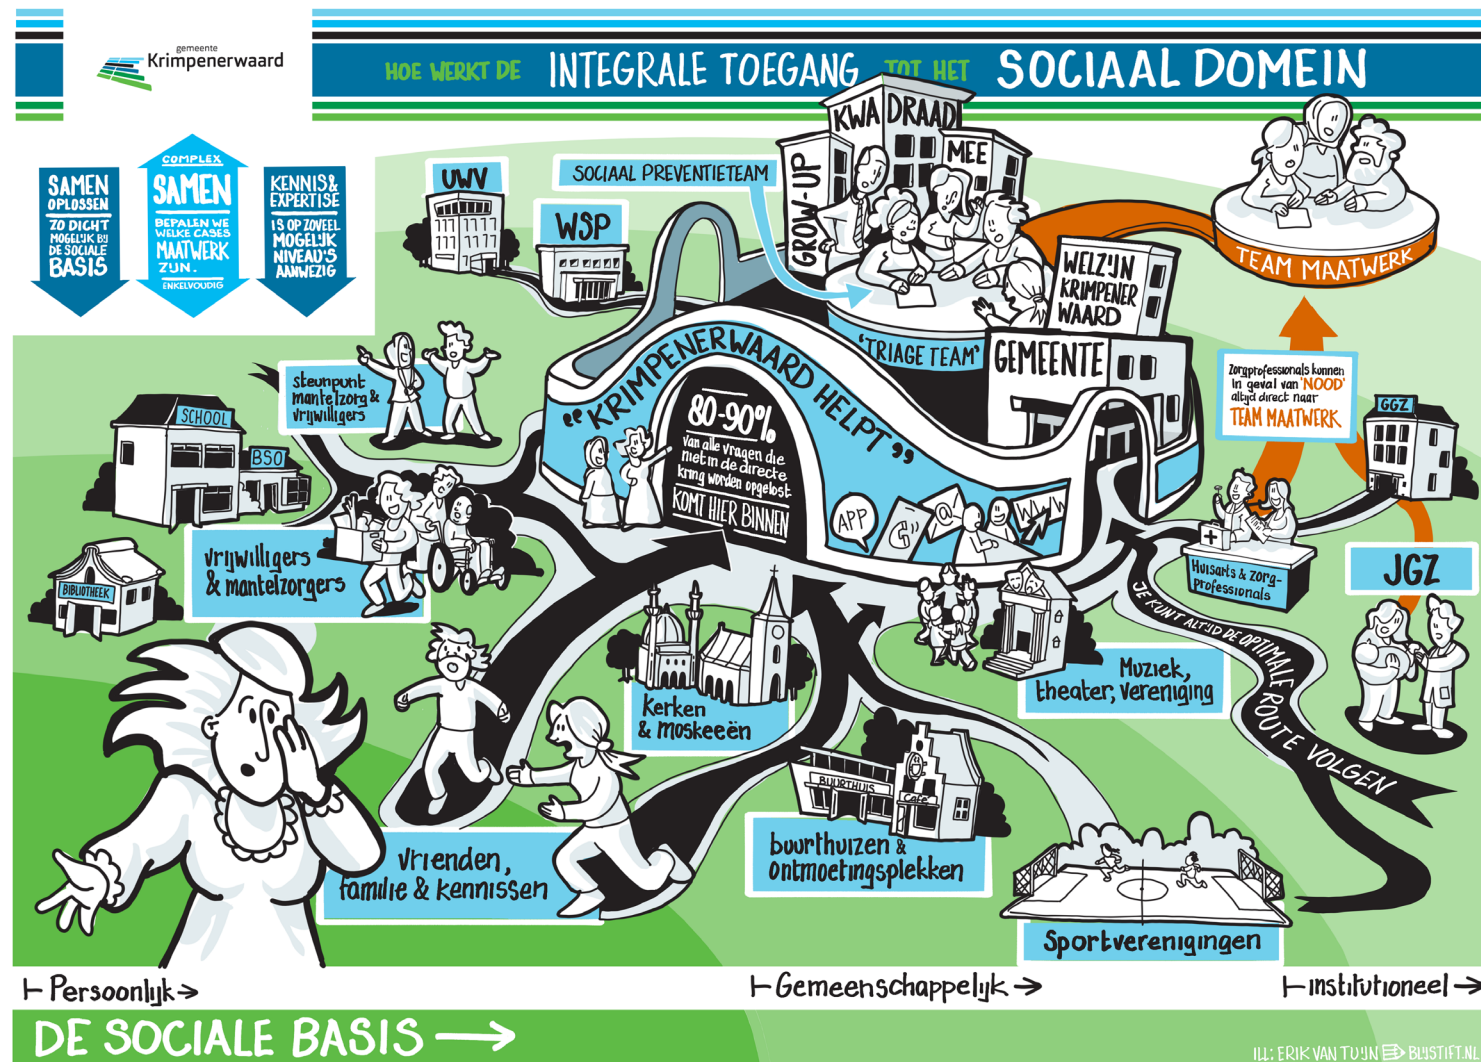 gemeente
Krimpenerwaard
HOE WERKT DE INTEGRALE TOEGANG TOT HET SOCIAAL DOMEIN
SAMEN
OPLOSSEN
ZO DICHT
MOGELIJK BIJ
DE SOCIALE
BASIS
COMPLEX
SAMEN
BEPALEN WE
WELKE CASES
MAATWERK
ZIJN.
ENKELVOUDIG
KENNIS &
EXPERTISE
IS OP ZOVEEL
MOGELIJK
NIVEAU'S
AANWEZIG
UWV
WSP
SOCIAAL PREVENTIETEAM
GROW-UP
KWADRAAD
MEE
WELZIJN
KRIMPENER
WAARD
GEMEENTE
'TRIAGE TEAM'
TEAM MAATWERK
Zorgprofessionals kunnen
in geval van 'NOOD'
altijd direct naar
TEAM MAATWERK
GGZ
"KRIMPENERWAARD HELPT"
80-90%
van alle vragen die
niet in de directe
kring worden opgelost
KOMT HIER BINNEN
APP
@
WWW
steunpunt
mantelzorg &
vrijwilligers
SCHOOL
BSO
BIBLIOTHEEK
vrijwilligers
& mantelzorgers
Huisarts & zorg-
professionals
JGZ
JE KUNT ALTIJD DE OPTIMALE ROUTE VOLGEN
Muziek,
theater, vereniging
kerken
& moskeeën
BUURTHUIS
Cafe
buurthuizen &
ontmoetingsplekken
vrienden,
familie & kennissen
Sportverenigingen
Persoonlijk
Gemeenschappelijk
institutioneel
DE SOCIALE BASIS
ILL: ERIK VAN TUIJN BLIJSTIFT.NL